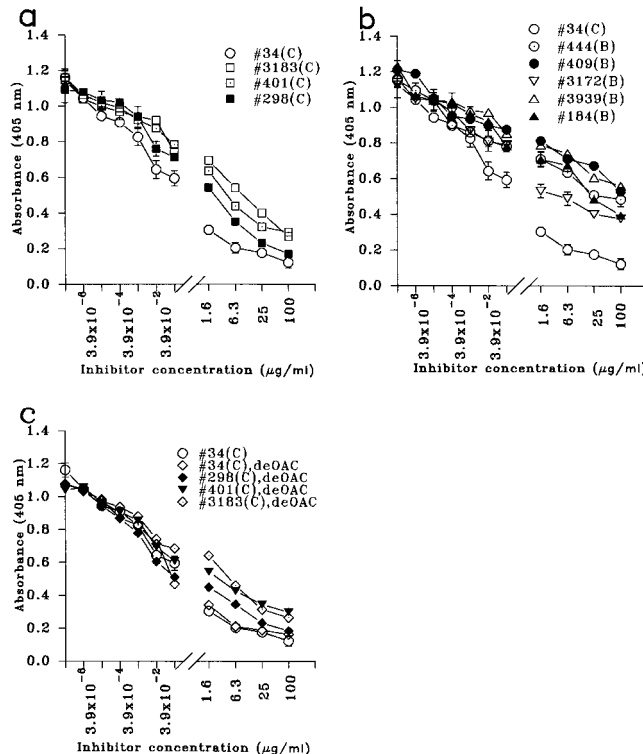 a
1.4
1.2
1.0
0.8
0.6
0.4
0.2
0.0
Absorbance (405 nm)
#34(C)
#3183(C)
#401(C)
#298(C)
3.9x10⁻⁶
3.9x10⁻⁴
3.9x10⁻²
1.6
6.3
25
100
Inhibitor concentration (μg/ml)
b
1.4
1.2
1.0
0.8
0.6
0.4
0.2
0.0
Absorbance (405 nm)
#34(C)
#444(B)
#409(B)
#3172(B)
#3939(B)
#184(B)
3.9x10⁻⁶
3.9x10⁻⁴
3.9x10⁻²
1.6
6.3
25
100
Inhibitor concentration (μg/ml)
c
1.4
1.2
1.0
0.8
0.6
0.4
0.2
0.0
Absorbance (405 nm)
#34(C)
#34(C),deOAC
#298(C),deOAC
#401(C),deOAC
#3183(C),deOAC
3.9x10⁻⁶
3.9x10⁻⁴
3.9x10⁻²
1.6
6.3
25
100
Inhibitor concentration (μg/ml)